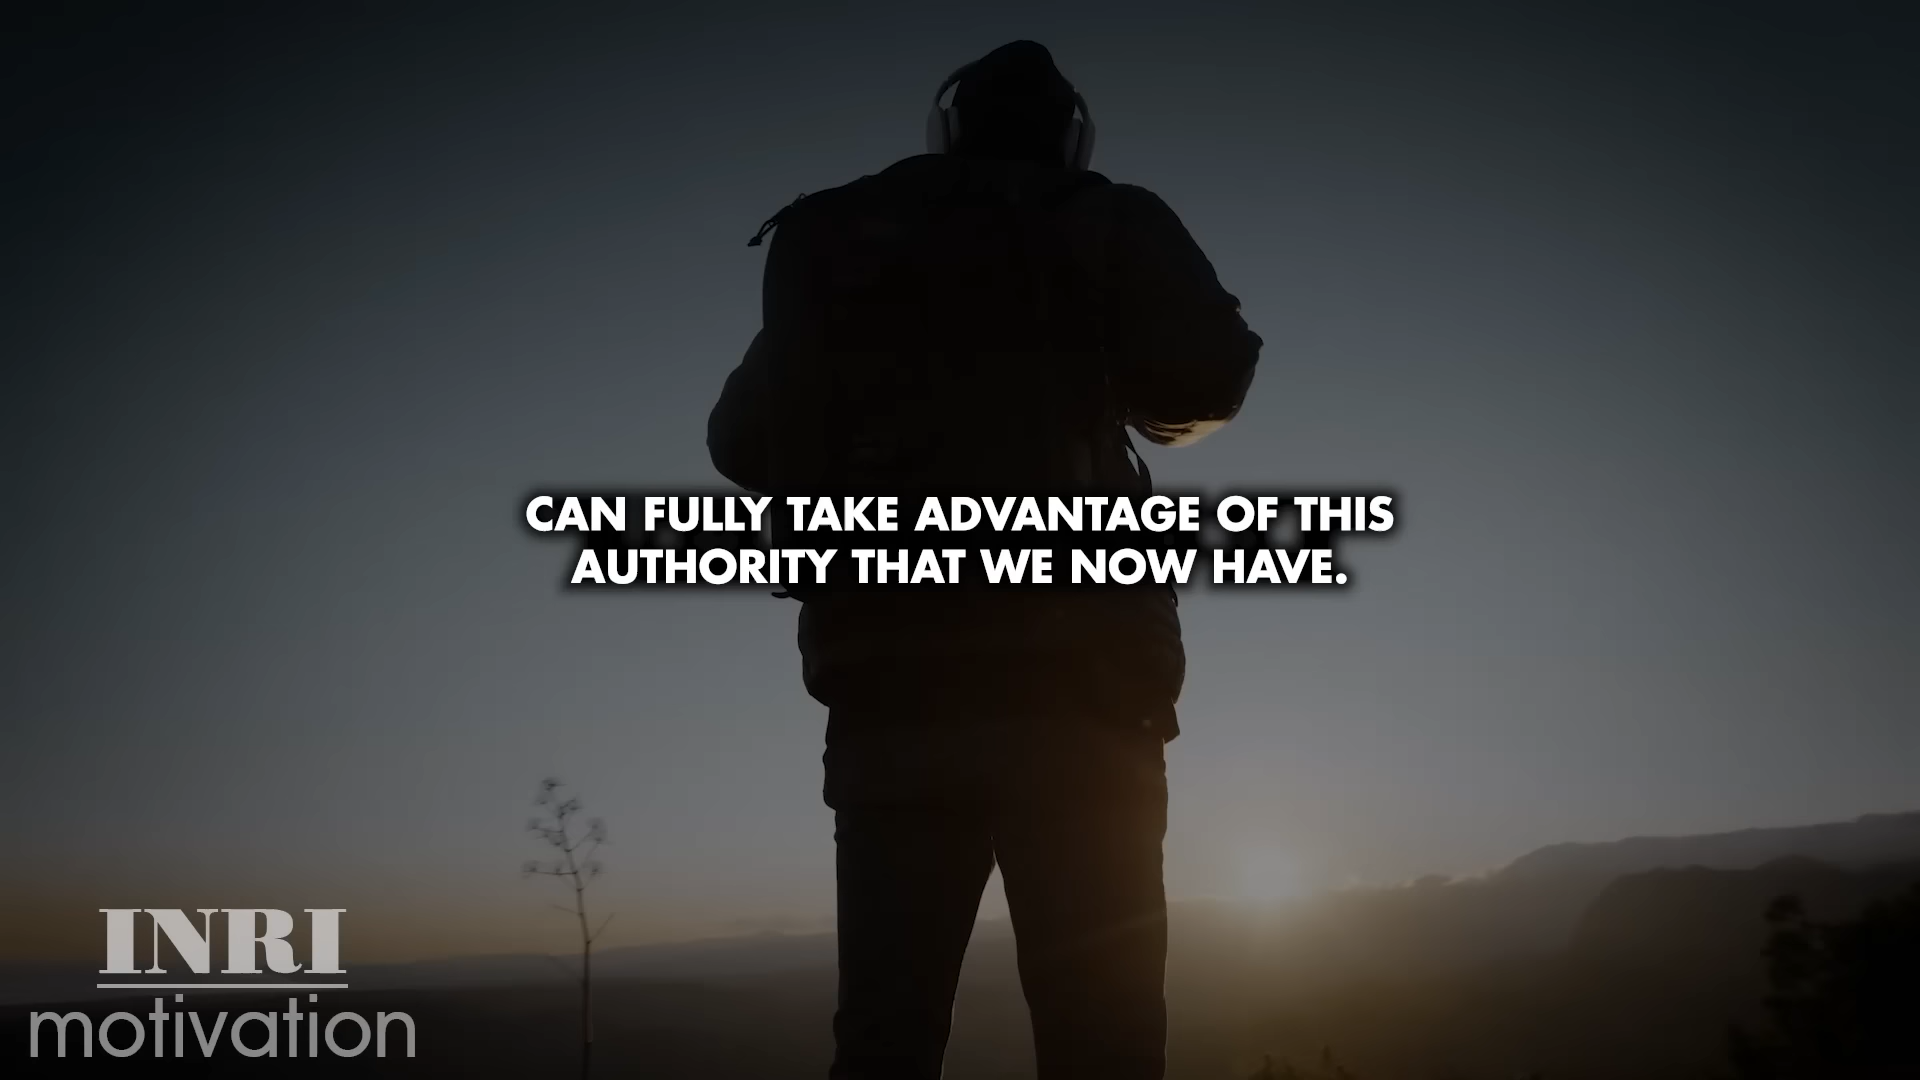 CAN FULLY TAKE ADVANTAGE OF THIS
AUTHORITY THAT WE NOW HAVE.
INRI
motivation